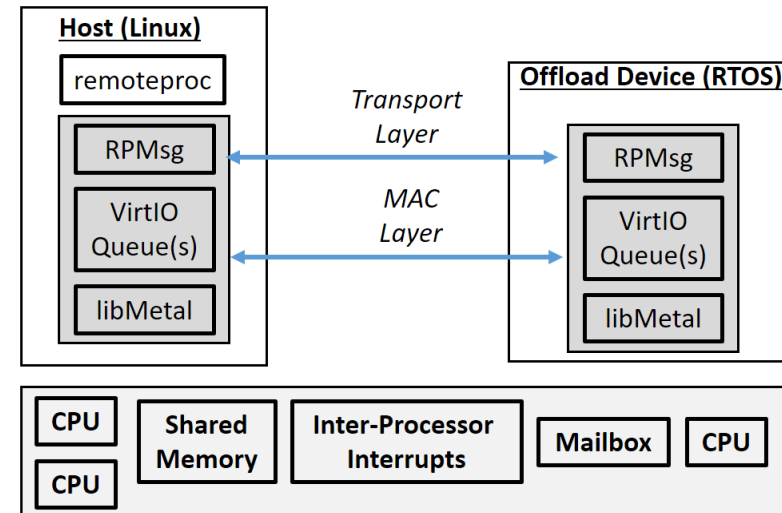 Host (Linux)
remoteproc
RPMsg
VirtIO
Queue(s)
libMetal
Transport
Layer
MAC
Layer
Offload Device (RTOS)
RPMsg
VirtIO
Queue(s)
libMetal
CPU
CPU
Shared
Memory
Inter-Processor
Interrupts
Mailbox
CPU